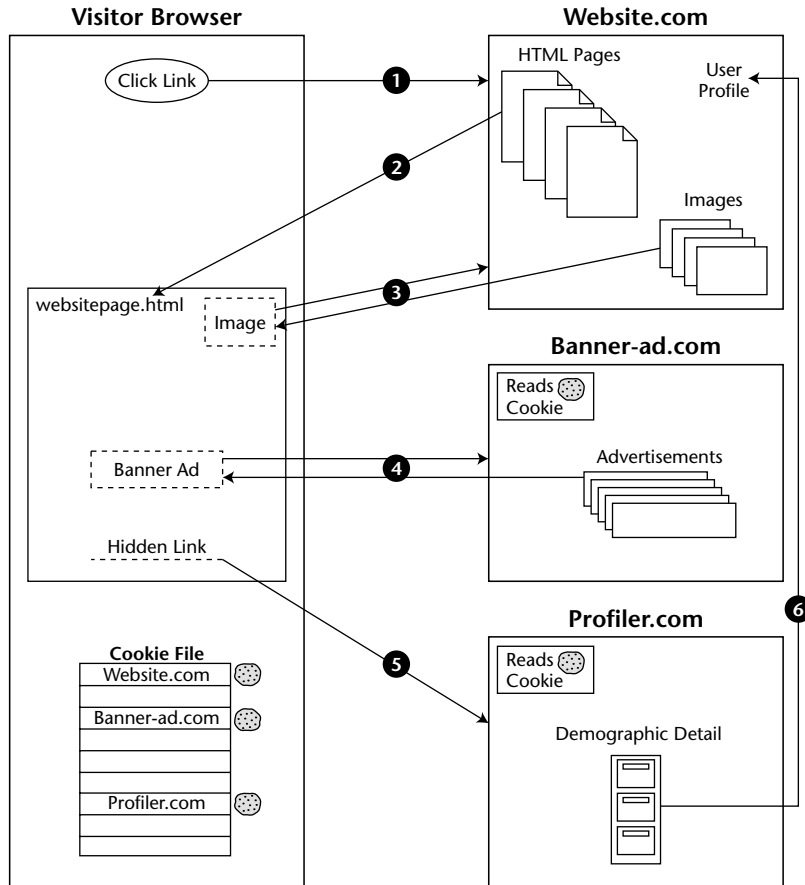 Visitor Browser
Click Link
1
Website.com
HTML Pages
User
Profile
2
Images
3
websitepage.html
Image
Banner-ad.com
Reads
Cookie
Banner Ad
4
Advertisements
Hidden Link
5
6
Profiler.com
Reads
Cookie
Demographic Detail
Cookie File
Website.com
Banner-ad.com
Profiler.com